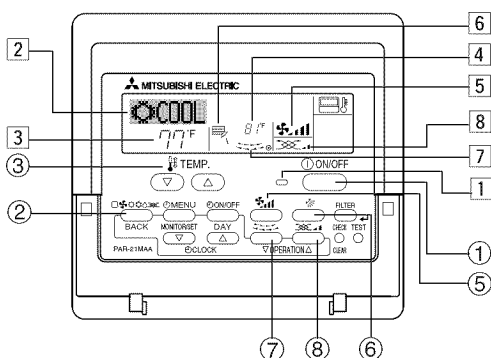 6
2
4
MITSUBISHI ELECTRIC
5
COOL
81°F
3
77°F
8
7
③
TEMP.
ON/OFF
1
②
MENU
ON/OFF
FILTER
BACK
MONITOR/SET
DAY
CHECK TEST
①
PAR-21MAA
CLOCK
▽OPERATION△
CLEAR
⑤
⑦
⑧
⑥